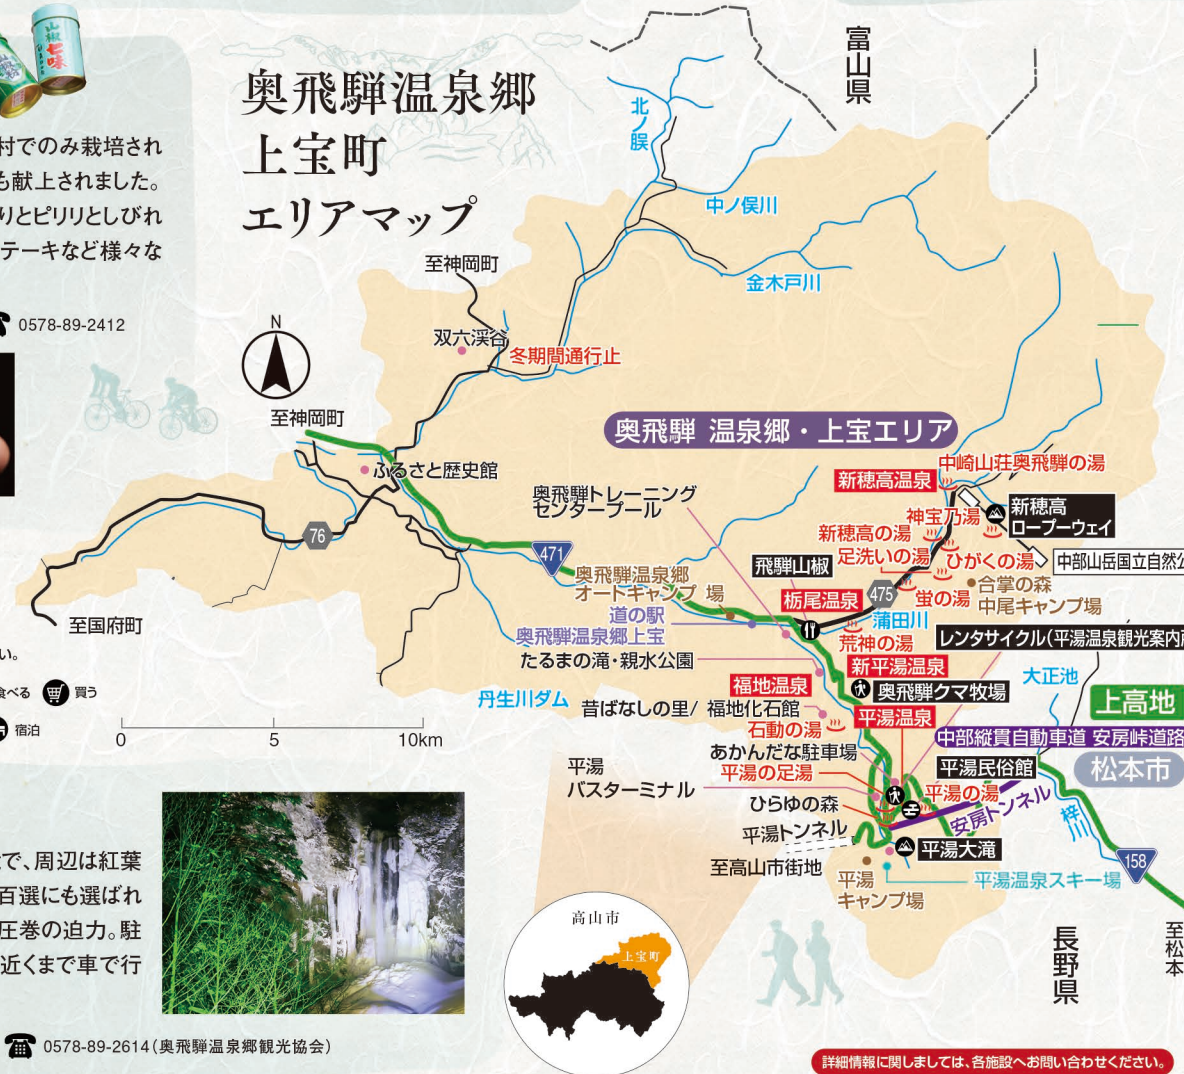 山椒
七味
村でのみ栽培され
も献上されました。
りとピリリとしびれ
テーキなど様々な
0578-89-2412
い。
食べる
買う
宿泊
で、周辺は紅葉
百選にも選ばれ
圧巻の迫力。駐
近くまで車で行
0578-89-2614(奥飛騨温泉郷観光協会)
奥飛騨温泉郷
上宝町
エリアマップ
富山県
北ノ俣
中ノ俣川
金木戸川
至神岡町
双六渓谷
冬期間通行止
N
至神岡町
ふるさと歴史館
奥飛騨 温泉郷・上宝エリア
中崎山荘奥飛騨の湯
新穂高温泉
奥飛騨トレーニング
センタープール
神宝乃湯
新穂高
ロープーウェイ
76
新穂高の湯
471
足洗いの湯
ひがくの湯
中部山岳国立自然公
飛騨山椒
奥飛騨温泉郷
オートキャンプ 場
合掌の森
中尾キャンプ場
475
栃尾温泉
蛍の湯
道の駅
奥飛騨温泉郷上宝
蒲田川
至国府町
荒神の湯
レンタサイクル(平湯温泉観光案内所
たるまの滝・親水公園
新平湯温泉
大正池
福地温泉
奥飛騨クマ牧場
上高地
丹生川ダム
昔ばなしの里/ 福地化石館
平湯温泉
石動の湯
中部縦貫自動車道 安房峠道路
0
5
10km
あかんだな駐車場
平湯
バスターミナル
平湯の足湯
平湯民俗館
松本市
平湯の湯
ひらゆの森
安房トンネル
梓川
平湯トンネル
平湯大滝
至高山市街地
158
平湯
キャンプ場
平湯温泉スキー場
高山市
上宝町
長野県
至松本
詳細情報に関しましては、各施設へお問い合わせください。